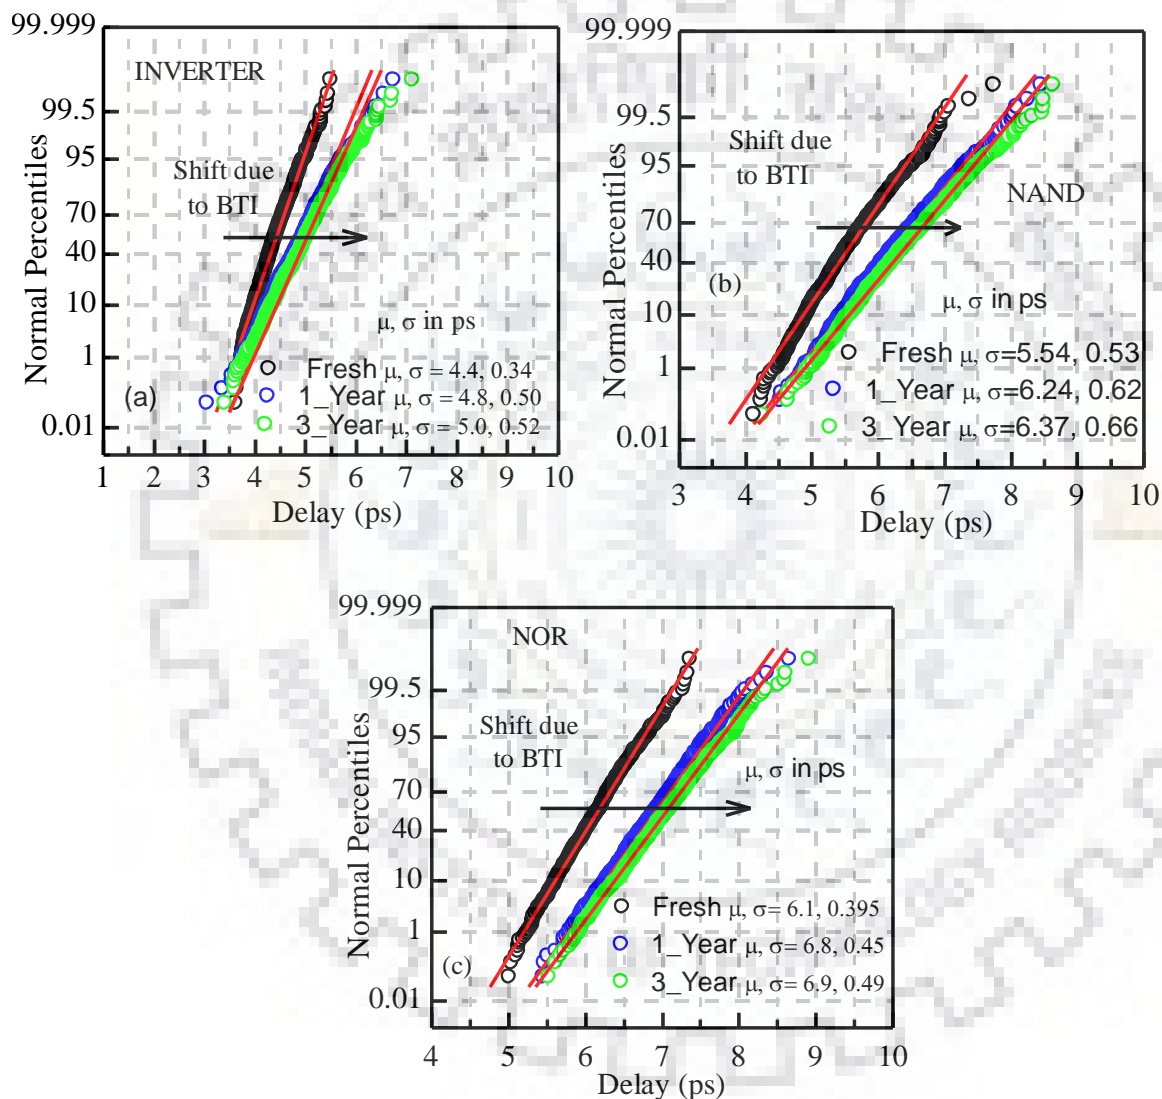 99.999
INVERTER
99.5
95
70
40
10
1
0.01
Normal Percentiles
Shift due
to BTI
μ, σ in ps
Fresh μ, σ = 4.4, 0.34
1_Year μ, σ = 4.8, 0.50
3_Year μ, σ = 5.0, 0.52
(a)
1 2 3 4 5 6 7 8 9 10
Delay (ps)
99.999
99.5
95
70
40
10
1
0.01
Normal Percentiles
Shift due
to BTI
NAND
(b)
μ, σ in ps
Fresh μ, σ=5.54, 0.53
1_Year μ, σ=6.24, 0.62
3_Year μ, σ=6.37, 0.66
3 4 5 6 7 8 9 10
Delay (ps)
99.999
NOR
99.5
95
70
40
10
1
0.01
Normal Percentiles
Shift due
to BTI
μ, σ in ps
Fresh μ, σ= 6.1, 0.395
1_Year μ, σ= 6.8, 0.45
3_Year μ, σ= 6.9, 0.49
(c)
4 5 6 7 8 9 10
Delay (ps)